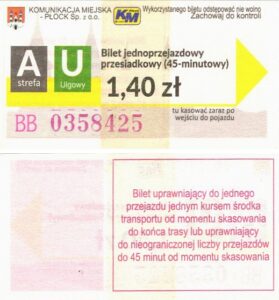 KOMUNIKACJA MIEJSKA
- PŁOCK Sp. z o.o.
KM
Wykorzystanego biletu odstępować nie wolno
Zachowaj do kontroli
A
strefa
U
Ulgowy
Bilet jednoprzejazdowy
przesiadkowy (45-minutowy)
1,40 zł
BB 0358425
tu kasować zaraz po
wejściu do pojazdu
Bilet uprawniający do jednego
przejazdu jednym kursem środka
transportu od momentu skasowania
do końca trasy lub uprawniający
do nieograniczonej liczby przejazdów
do 45 minut od momentu skasowania